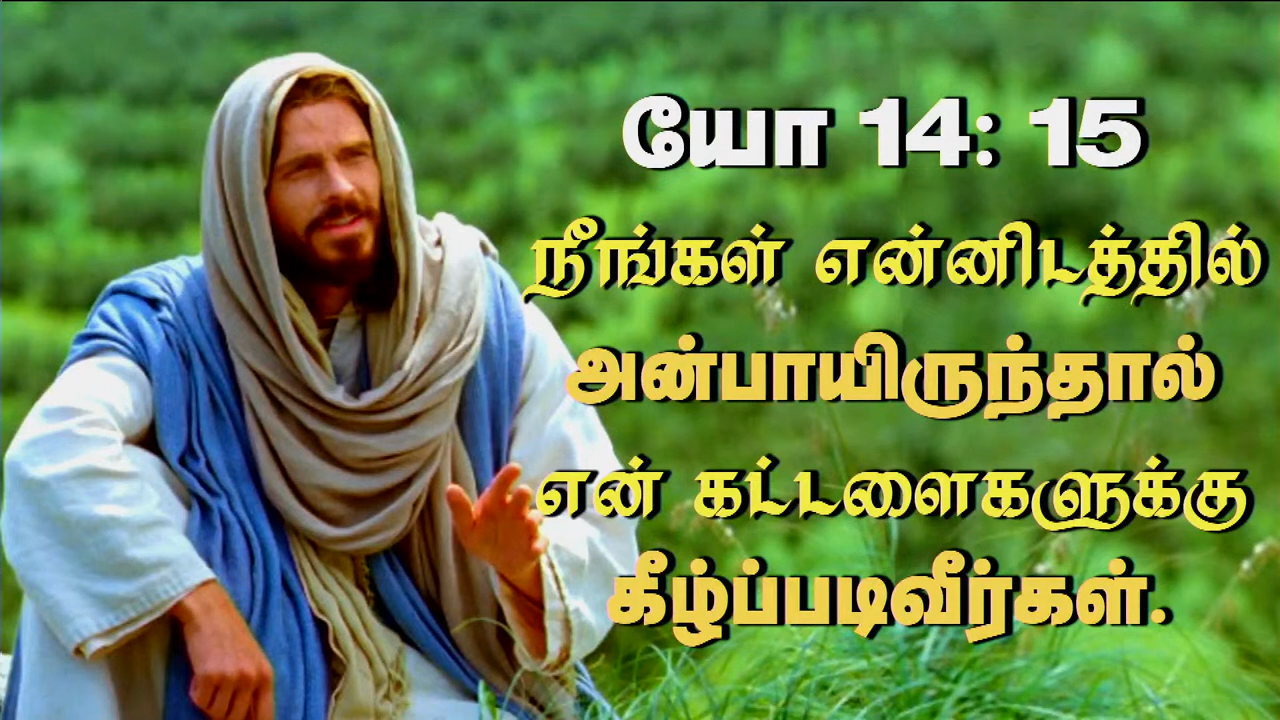 யோ 14: 15
நீங்கள் என்னிடத்தில்
அன்பாயிருந்தால்
என் கட்டளைகளுக்கு
கீழ்ப்படிவீர்கள்.